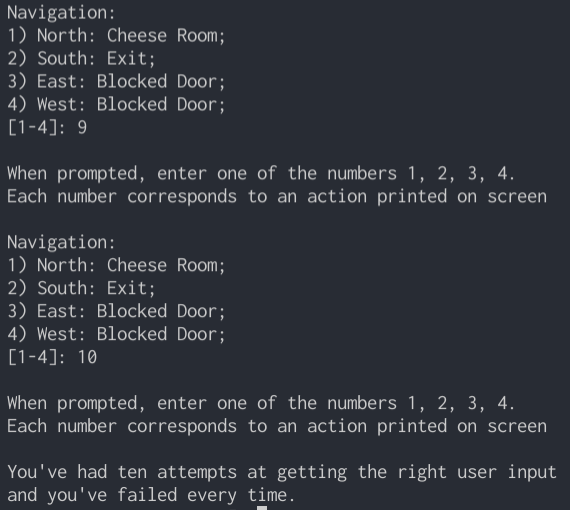 Navigation:
1) North: Cheese Room;
2) South: Exit;
3) East: Blocked Door;
4) West: Blocked Door;
[1-4]: 9
When prompted, enter one of the numbers 1, 2, 3, 4.
Each number corresponds to an action printed on screen
Navigation:
1) North: Cheese Room;
2) South: Exit;
3) East: Blocked Door;
4) West: Blocked Door;
[1-4]: 10
When prompted, enter one of the numbers 1, 2, 3, 4.
Each number corresponds to an action printed on screen
You've had ten attempts at getting the right user input
and you've failed every time.